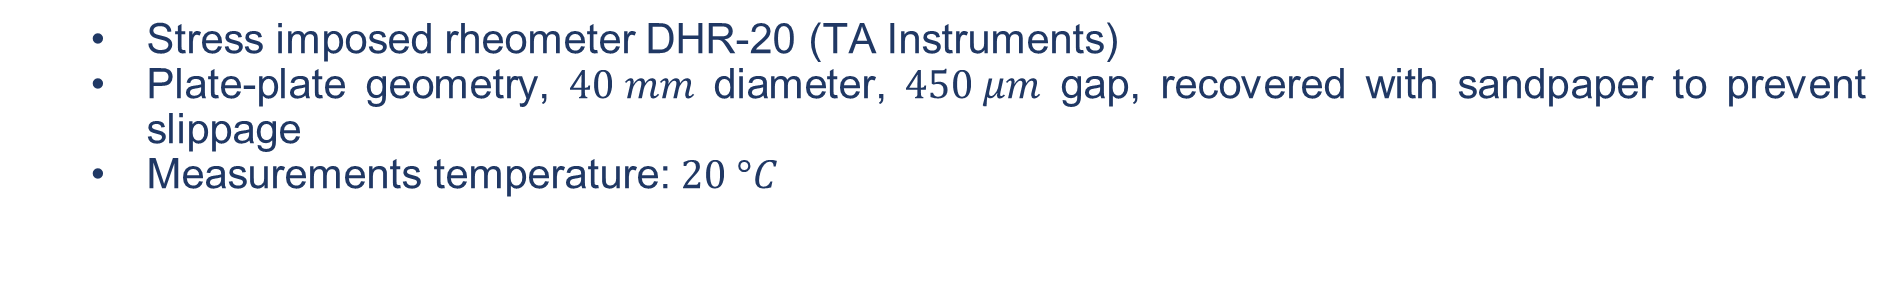 • Stress imposed rheometer DHR-20 (TA Instruments)
• Plate-plate geometry, 40 mm diameter, 450 μm gap, recovered with sandpaper to prevent
slippage
• Measurements temperature: 20 °C